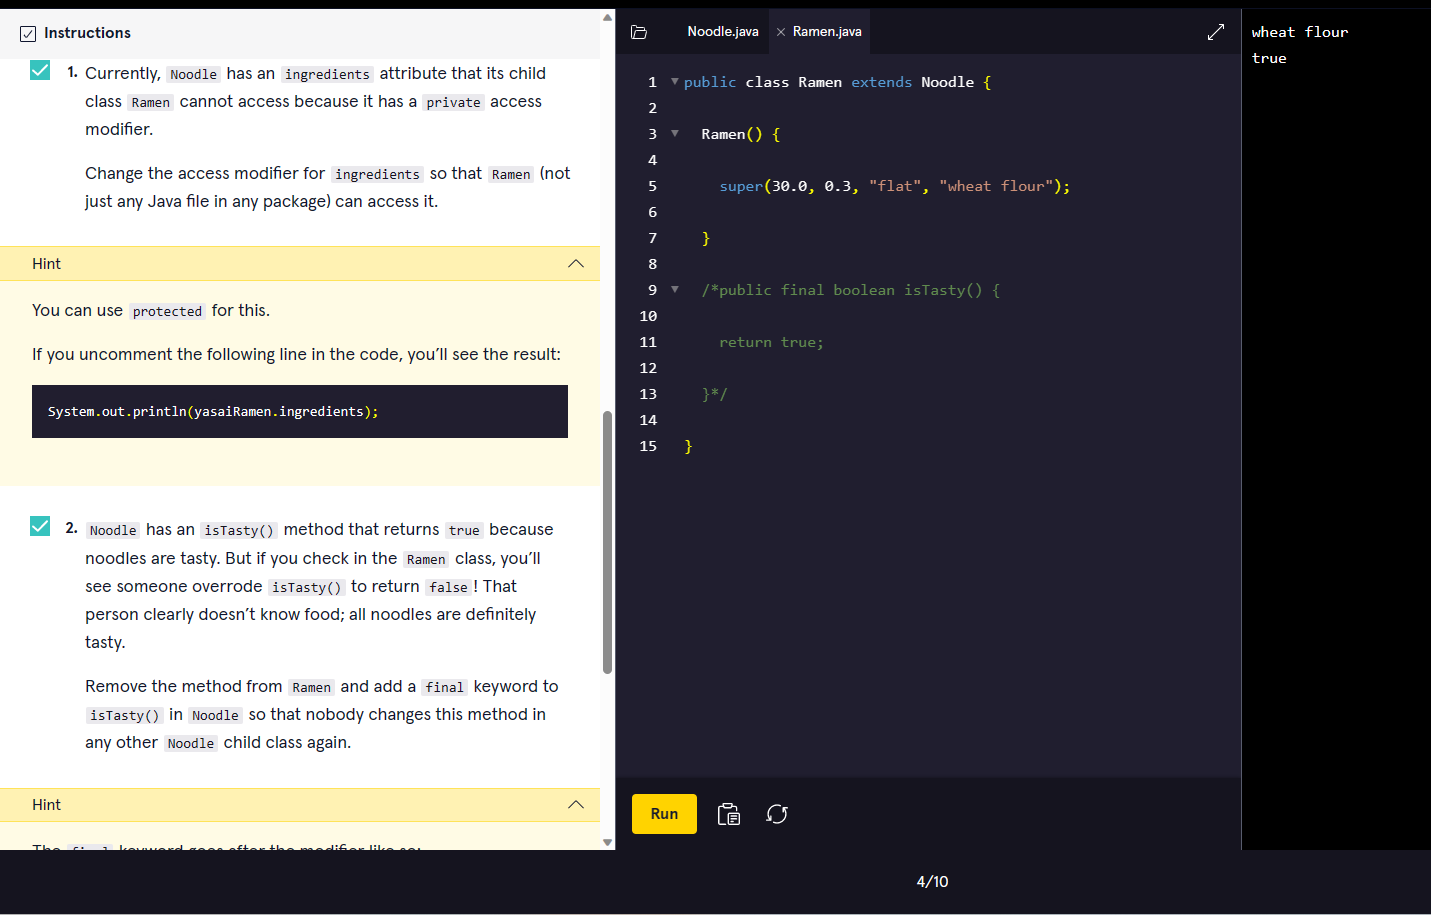 Instructions
1. Currently, Noodle has an ingredients attribute that its child
class Ramen cannot access because it has a private access
modifier.
Change the access modifier for ingredients so that Ramen (not
just any Java file in any package) can access it.
Hint
You can use protected for this.
If you uncomment the following line in the code, you’ll see the result:
System.out.println(yasaiRamen.ingredients);
2. Noodle has an isTasty() method that returns true because
noodles are tasty. But if you check in the Ramen class, you’ll
see someone overrode isTasty() to return false! That
person clearly doesn’t know food; all noodles are definitely
tasty.
Remove the method from Ramen and add a final keyword to
isTasty() in Noodle so that nobody changes this method in
any other Noodle child class again.
Hint
The final keyword goes after the modifier like so:
Noodle.java × Ramen.java
1 public class Ramen extends Noodle {
2
3 Ramen() {
4
5 super(30.0, 0.3, "flat", "wheat flour");
6
7 }
8
9 /*public final boolean isTasty() {
10
11 return true;
12
13 }*/
14
15 }
Run
wheat flour
true
4/10